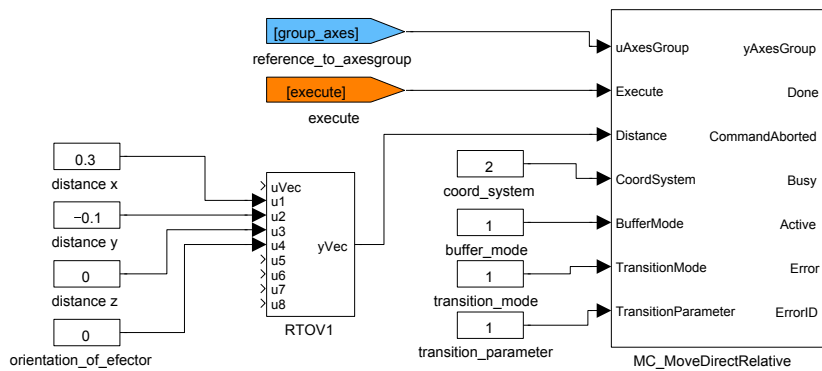 [group_axes]
reference_to_axesgroup
[execute]
execute
0.3
distance x
−0.1
distance y
0
distance z
0
orientation_of_efector
uVec
u1
u2
u3
u4
u5
u6
u7
u8
yVec
RTOV1
2
coord_system
1
buffer_mode
1
transition_mode
1
transition_parameter
uAxesGroup
yAxesGroup
Execute
Done
Distance
CommandAborted
CoordSystem
Busy
BufferMode
Active
TransitionMode
Error
TransitionParameter
ErrorID
MC_MoveDirectRelative